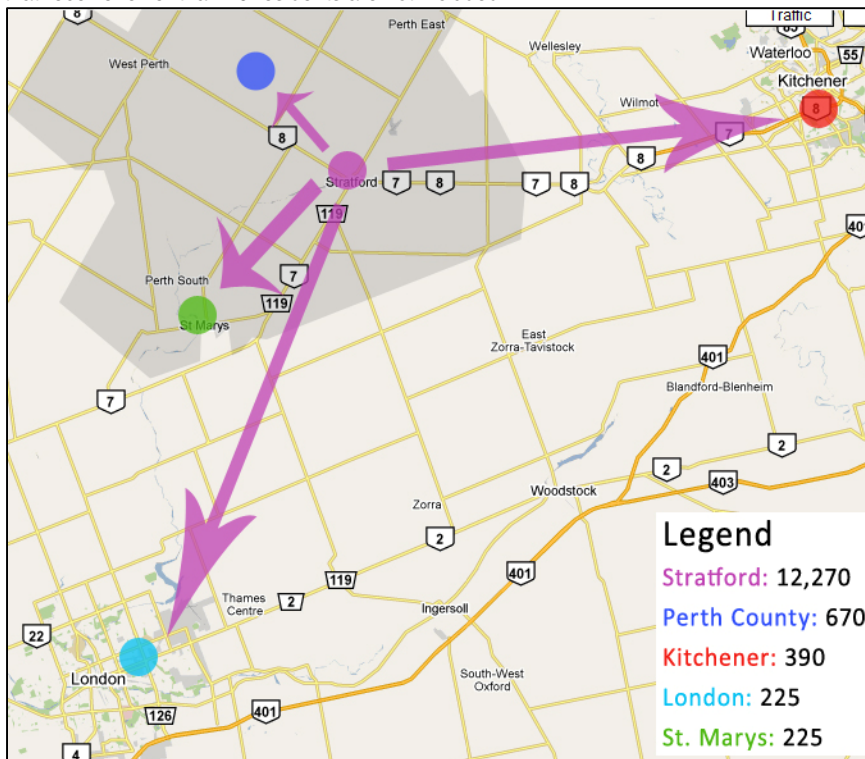 Traffic
8
Perth East
Wellesley
85
Waterloo
55
West Perth
Kitchener
8
Wilmot
8
7
8
Stratford
7
8
7
8
119
401
Perth South
7
119
St Marys
East
Zorra-Tavistock
401
Blandford-Blenheim
7
2
2
403
Woodstock
Zorra
2
401
119
Thames
Centre
2
Ingersoll
22
South-West
Oxford
London
126
401
4
Legend
Stratford: 12,270
Perth County: 670
Kitchener: 390
London: 225
St. Marys: 225